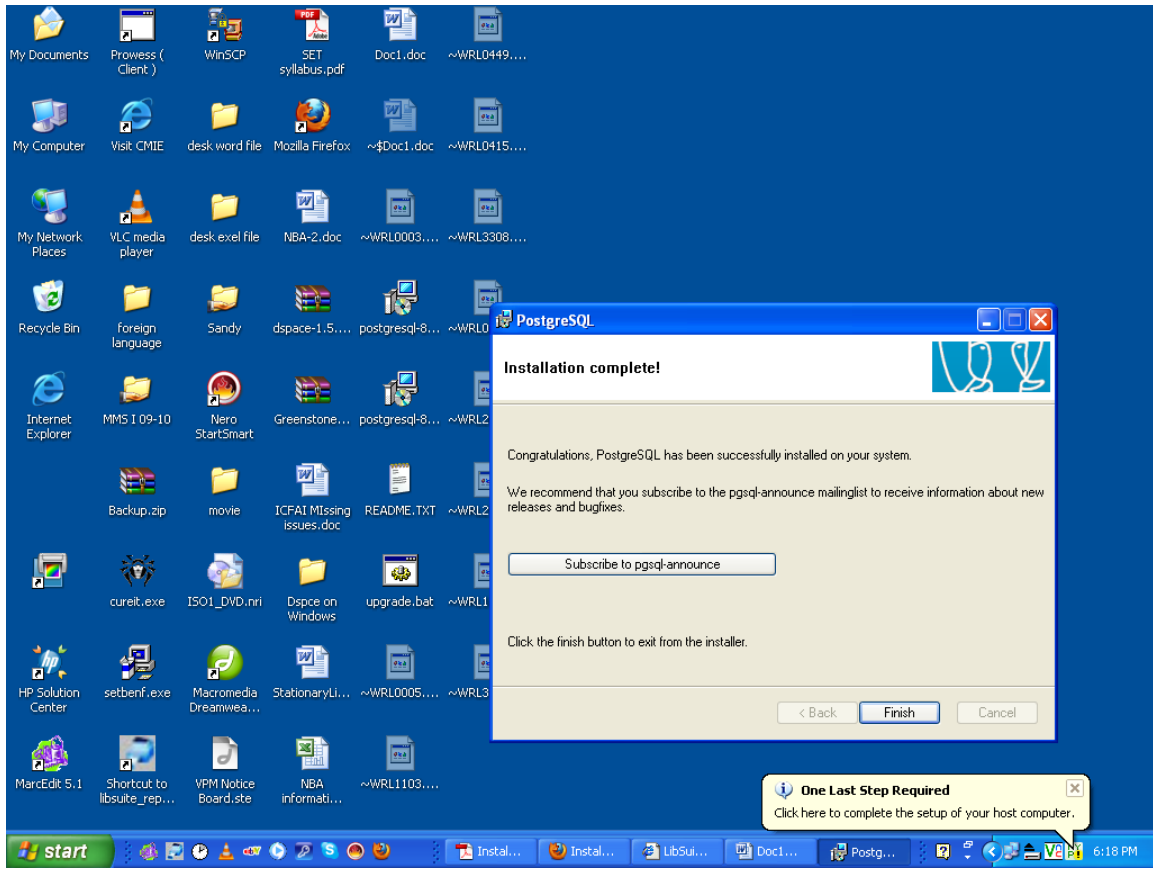 My Documents
Prowess (
Client )
WinSCP
SET
syllabus.pdf
Doc1.doc
~WRL0449....
My Computer
Visit CMIE
desk word file
Mozilla Firefox
~$Doc1.doc
~WRL0415....
My Network
Places
VLC media
player
desk exel file
NBA-2.doc
~WRL0003....
~WRL3308....
Recycle Bin
foreign
language
Sandy
dspace-1.5....
postgresql-8...
~WRL0
Internet
Explorer
MMS I 09-10
Nero
StartSmart
Greenstone...
postgresql-8...
~WRL2
Backup.zip
movie
ICFAI MIssing
issues.doc
README.TXT
~WRL2
cureit.exe
ISO1_DVD.nri
Dspce on
Windows
upgrade.bat
~WRL1
HP Solution
Center
setbenf.exe
Macromedia
Dreamwea...
StationaryLi...
~WRL0005....
~WRL3
MarcEdit 5.1
Shortcut to
libsuite_rep...
VPM Notice
Board.ste
NBA
informati...
~WRL1103....
PostgreSQL
Installation complete!
Congratulations, PostgreSQL has been successfully installed on your system.
We recommend that you subscribe to the pgsql-announce mailinglist to receive information about new
releases and bugfixes.
Subscribe to pgsql-announce
Click the finish button to exit from the installer.
< Back
Finish
Cancel
One Last Step Required
Click here to complete the setup of your host computer.
start
Instal...
Instal...
LibSui...
Doc1...
Postg...
6:18 PM